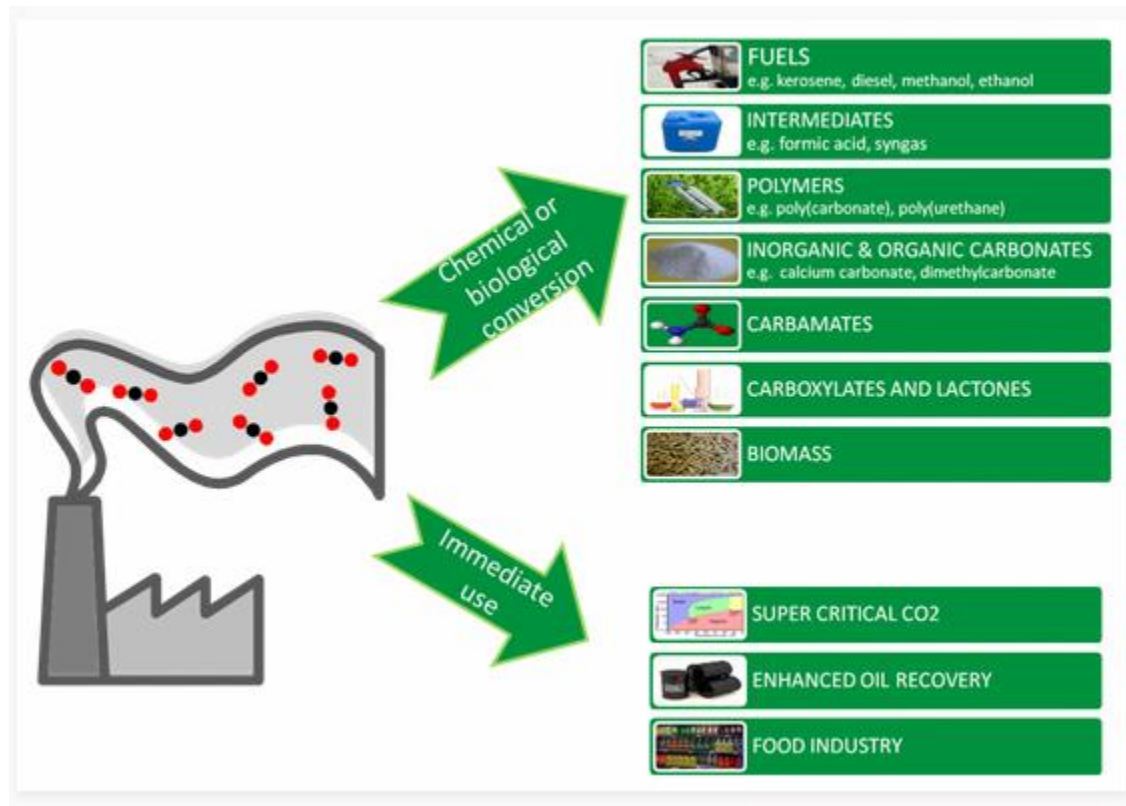 FUELS
e.g. kerosene, diesel, methanol, ethanol
INTERMEDIATES
e.g. formic acid, syngas
POLYMERS
e.g. poly(carbonate), poly(urethane)
INORGANIC & ORGANIC CARBONATES
e.g. calcium carbonate, dimethylcarbonate
CARBAMATES
CARBOXYLATES AND LACTONES
BIOMASS
Chemical or
biological
conversion
Immediate
use
SUPER CRITICAL CO2
ENHANCED OIL RECOVERY
FOOD INDUSTRY